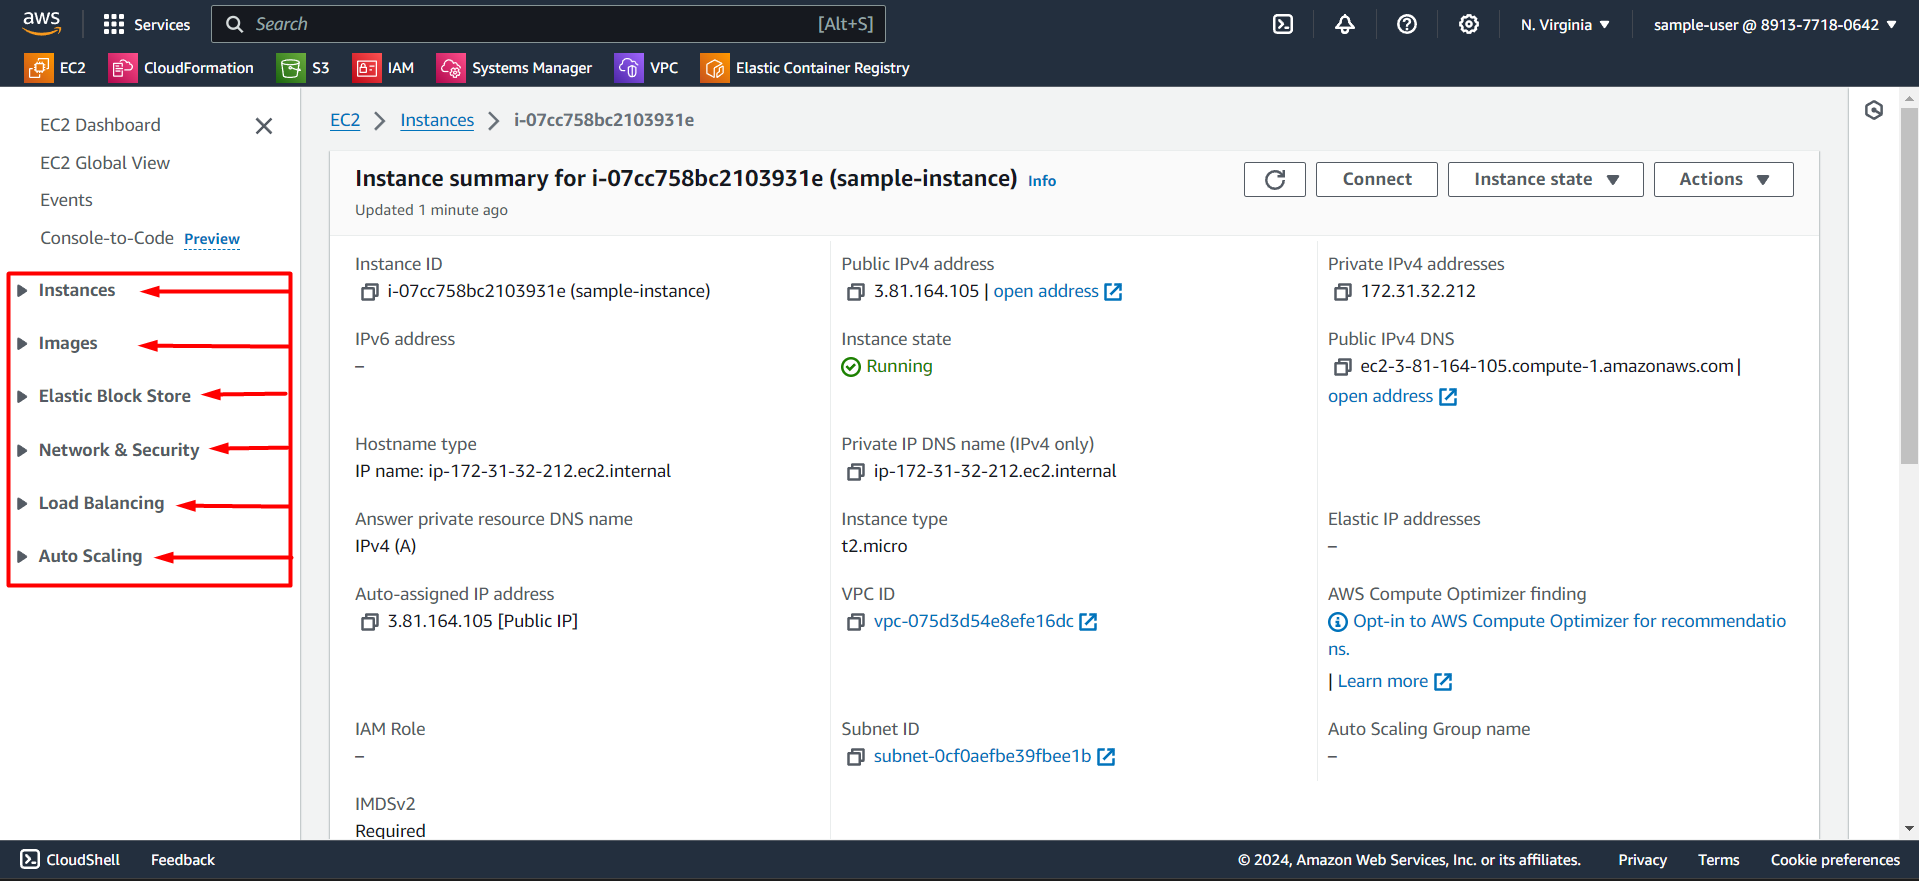 aws Services Search [Alt+S] N. Virginia sample-user @ 8913-7718-0642
EC2 CloudFormation S3 IAM Systems Manager VPC Elastic Container Registry
EC2 Dashboard
EC2 Global View
Events
Console-to-Code Preview
Instances
Images
Elastic Block Store
Network & Security
Load Balancing
Auto Scaling
EC2 Instances i-07cc758bc2103931e
Instance summary for i-07cc758bc2103931e (sample-instance) Info
Updated 1 minute ago
Connect Instance state Actions
Instance ID
i-07cc758bc2103931e (sample-instance)
Public IPv4 address
3.81.164.105 | open address
Private IPv4 addresses
172.31.32.212
IPv6 address
–
Instance state
Running
Public IPv4 DNS
ec2-3-81-164-105.compute-1.amazonaws.com |
open address
Hostname type
IP name: ip-172-31-32-212.ec2.internal
Private IP DNS name (IPv4 only)
ip-172-31-32-212.ec2.internal
Answer private resource DNS name
IPv4 (A)
Instance type
t2.micro
Elastic IP addresses
–
Auto-assigned IP address
3.81.164.105 [Public IP]
VPC ID
vpc-075d3d54e8efe16dc
AWS Compute Optimizer finding
Opt-in to AWS Compute Optimizer for recommendatio
ns.
| Learn more
IAM Role
–
Subnet ID
subnet-0cf0aefbe39fbee1b
Auto Scaling Group name
–
IMDSv2
Required
CloudShell Feedback © 2024, Amazon Web Services, Inc. or its affiliates. Privacy Terms Cookie preferences